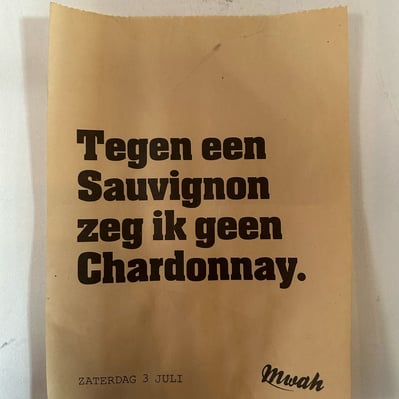 Tegen een
Sauvignon
zeg ik geen
Chardonnay.
ZATERDAG 3 JULI
Mwah